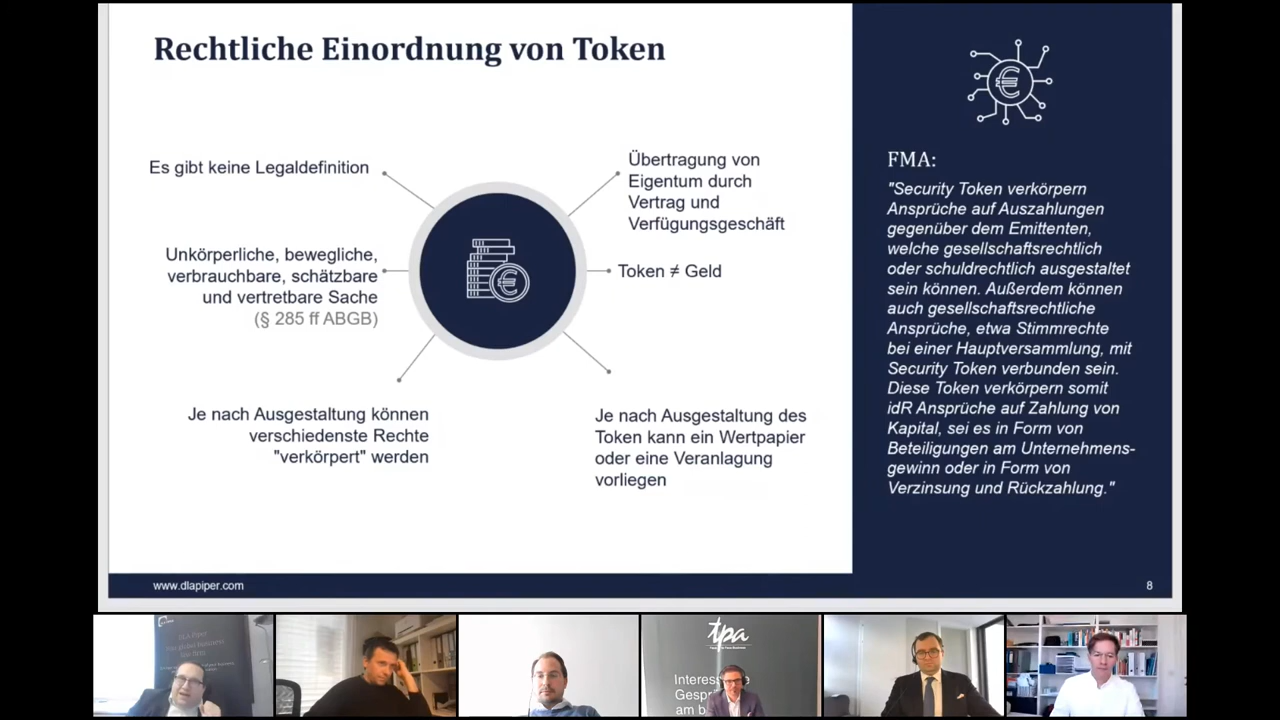 Rechtliche Einordnung von Token
Es gibt keine Legaldefinition
Unkörperliche, bewegliche,
verbrauchbare, schätzbare
und vertretbare Sache
(§ 285 ff ABGB)
Je nach Ausgestaltung können
verschiedenste Rechte
"verkörpert" werden
Übertragung von
Eigentum durch
Vertrag und
Verfügungsgeschäft
Token ≠ Geld
Je nach Ausgestaltung des
Token kann ein Wertpapier
oder eine Veranlagung
vorliegen
FMA:
"Security Token verkörpern
Ansprüche auf Auszahlungen
gegenüber dem Emittenten,
welche gesellschaftsrechtlich
oder schuldrechtlich ausgestaltet
sein können. Außerdem können
auch gesellschaftsrechtliche
Ansprüche, etwa Stimmrechte
bei einer Hauptversammlung, mit
Security Token verbunden sein.
Diese Token verkörpern somit
idR Ansprüche auf Zahlung von
Kapital, sei es in Form von
Beteiligungen am Unternehmens-
gewinn oder in Form von
Verzinsung und Rückzahlung."
www.dlapiper.com
8
DLA Piper
tpa
am b